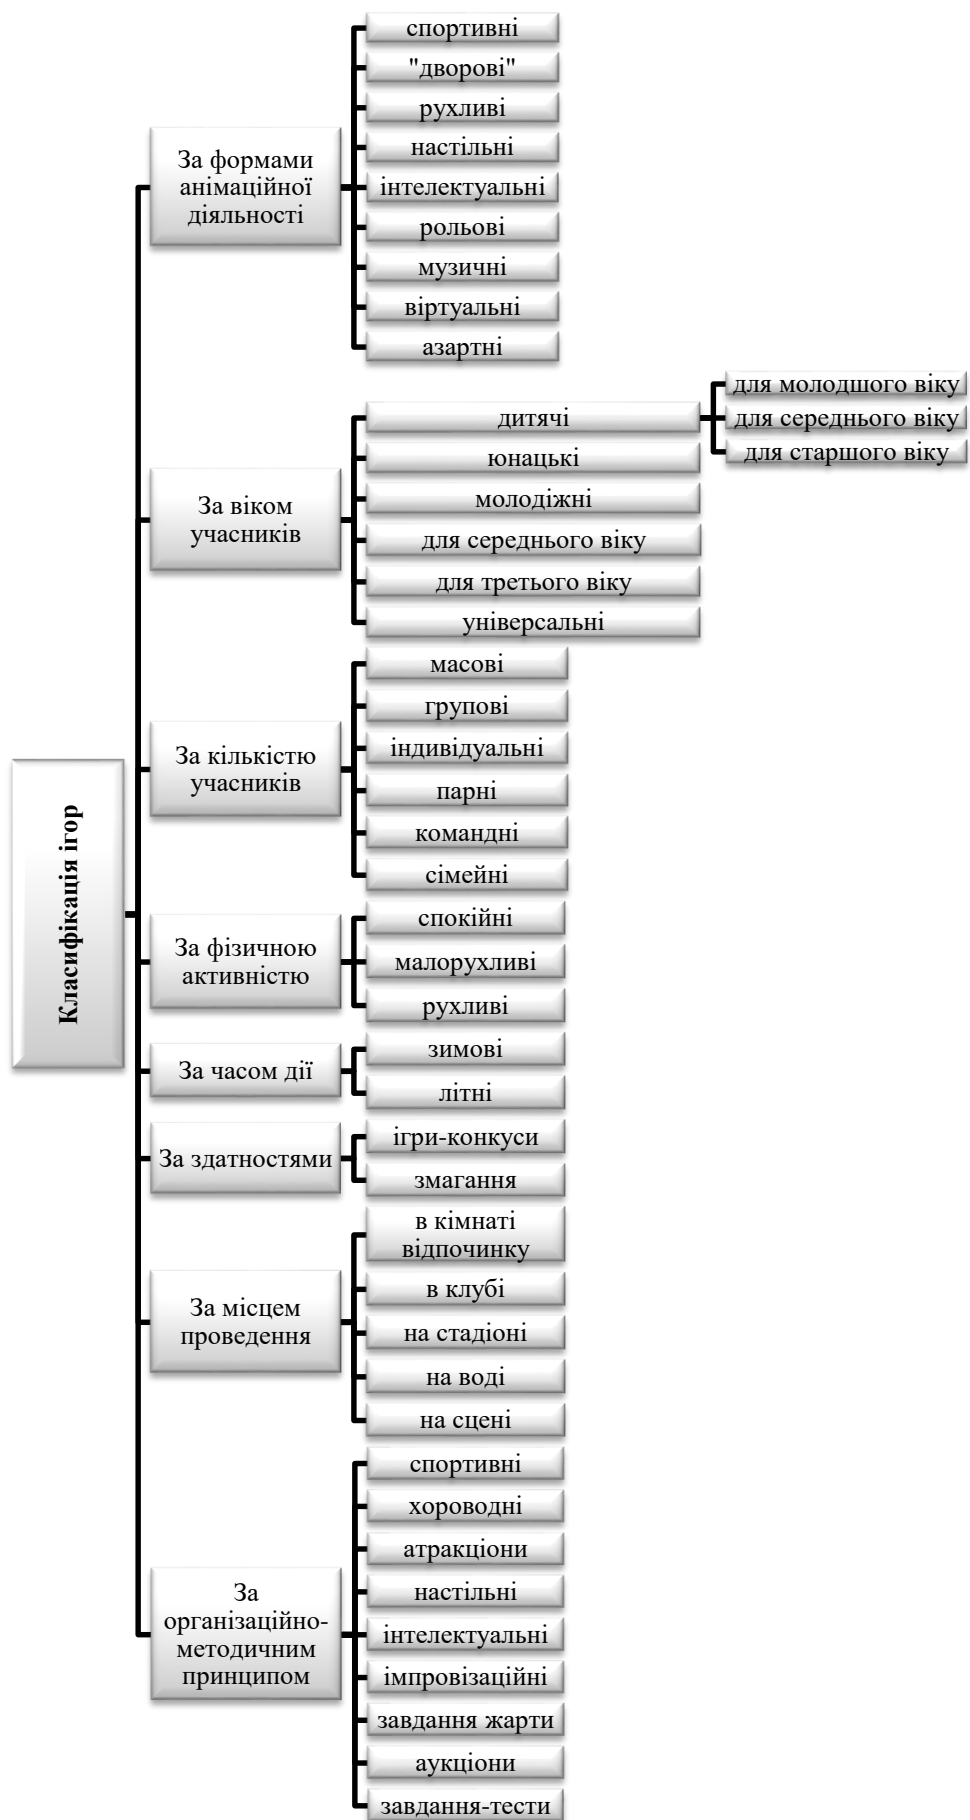 Класифікація ігор
За формами
анімаційної
діяльності
спортивні
"дворові"
рухливі
настільні
інтелектуальні
рольові
музичні
віртуальні
азартні
За віком
учасників
дитячі
для молодшого віку
для середнього віку
для старшого віку
юнацькі
молодіжні
для середнього віку
для третього віку
універсальні
За кількістю
учасників
масові
групові
індивідуальні
парні
командні
сімейні
За фізичною
активністю
спокійні
малорухливі
рухливі
За часом дії
зимові
літні
За здатностями
ігри-конкуси
змагання
За місцем
проведення
в кімнаті
відпочинку
в клубі
на стадіоні
на воді
на сцені
За
організаційно-
методичним
принципом
спортивні
хороводні
атракціони
настільні
інтелектуальні
імпровізаційні
завдання жарти
аукціони
завдання-тести